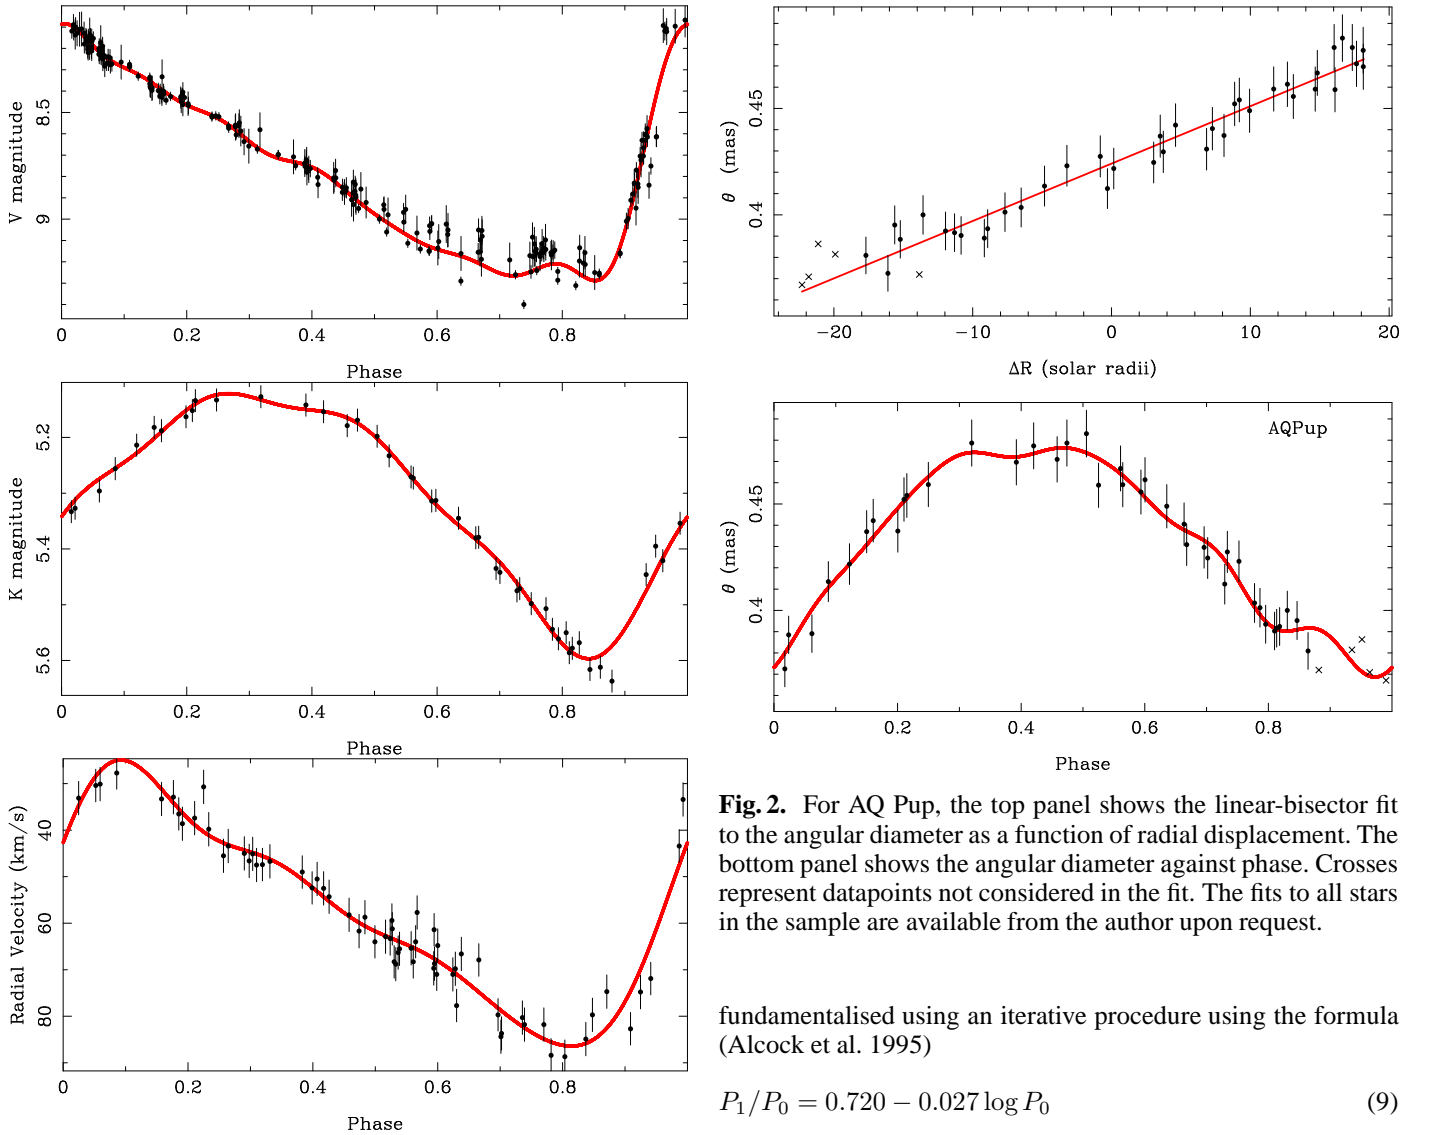 8.5
9
V magnitude
0
0.2
0.4
0.6
0.8
Phase
5.2
5.4
5.6
K magnitude
0
0.2
0.4
0.6
0.8
Phase
40
60
80
Radial Velocity (km/s)
0
0.2
0.4
0.6
0.8
Phase
0.45
0.4
θ (mas)
−20
−10
0
10
20
ΔR (solar radii)
AQPup
0.45
0.4
θ (mas)
0
0.2
0.4
0.6
0.8
Phase
Fig. 2. For AQ Pup, the top panel shows the linear-bisector fit
to the angular diameter as a function of radial displacement. The
bottom panel shows the angular diameter against phase. Crosses
represent datapoints not considered in the fit. The fits to all stars
in the sample are available from the author upon request.
fundamentalised using an iterative procedure using the formula
(Alcock et al. 1995)
P₁/P₀ = 0.720 − 0.027 log P₀ (9)